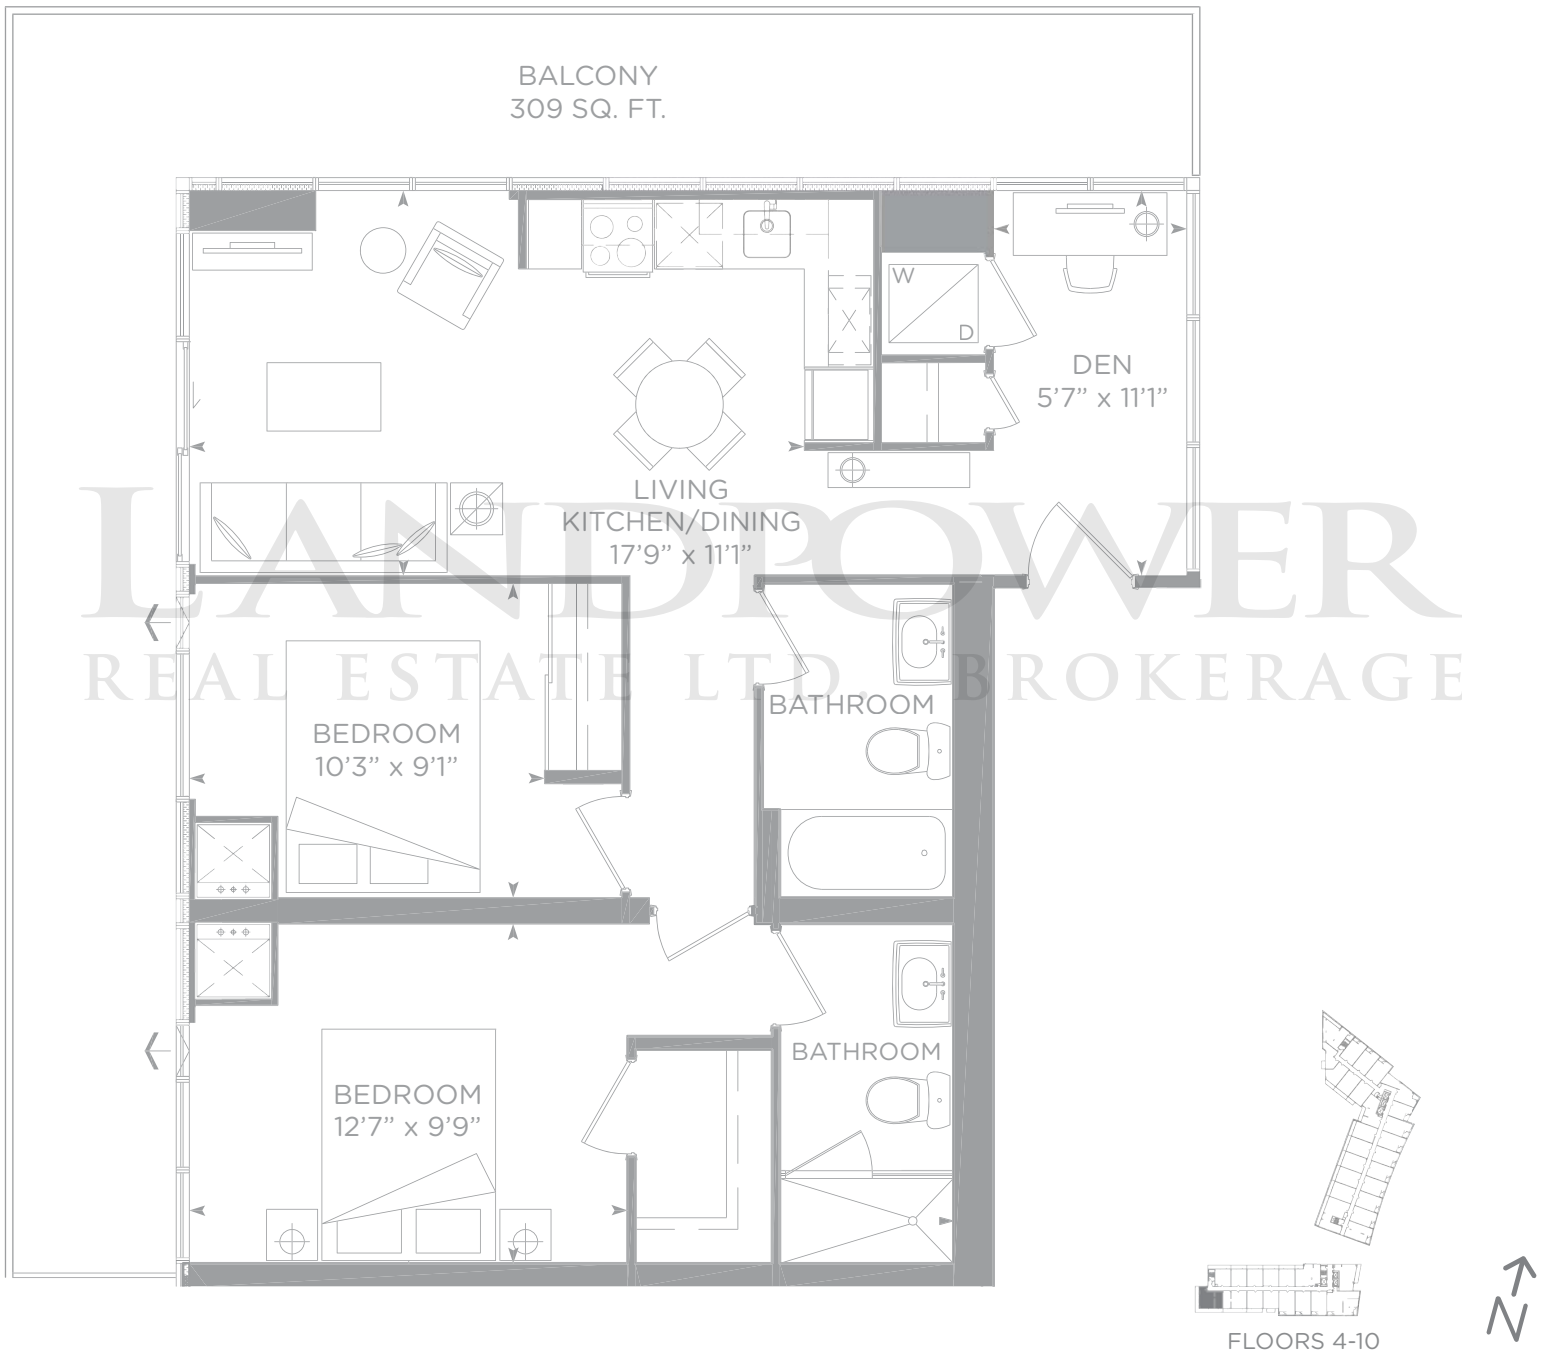 BALCONY
309 SQ. FT.
W
D
DEN
5’7” x 11’1”
LIVING
KITCHEN/DINING
17’9” x 11’1”
LANDPOWER
REAL ESTATE LTD. BROKERAGE
BATHROOM
BEDROOM
10’3” x 9’1”
BATHROOM
BEDROOM
12’7” x 9’9”
FLOORS 4-10
N